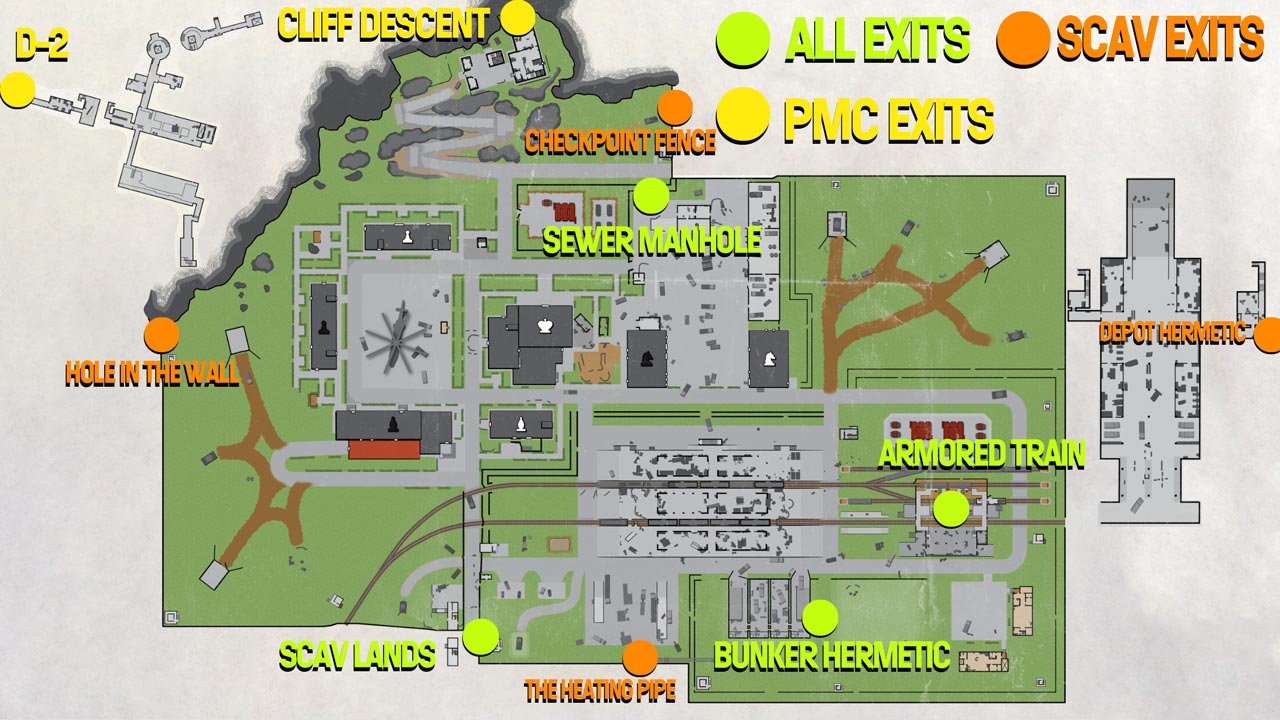 CLIFF DESCENT
ALL EXITS
SCAV EXITS
D-2
PMC EXITS
CHECKPOINT FENCE
SEWER MANHOLE
HOLE IN THE WALL
DEPOT HERMETIC
ARMORED TRAIN
SCAV LANDS
BUNKER HERMETIC
THE HEATING PIPE